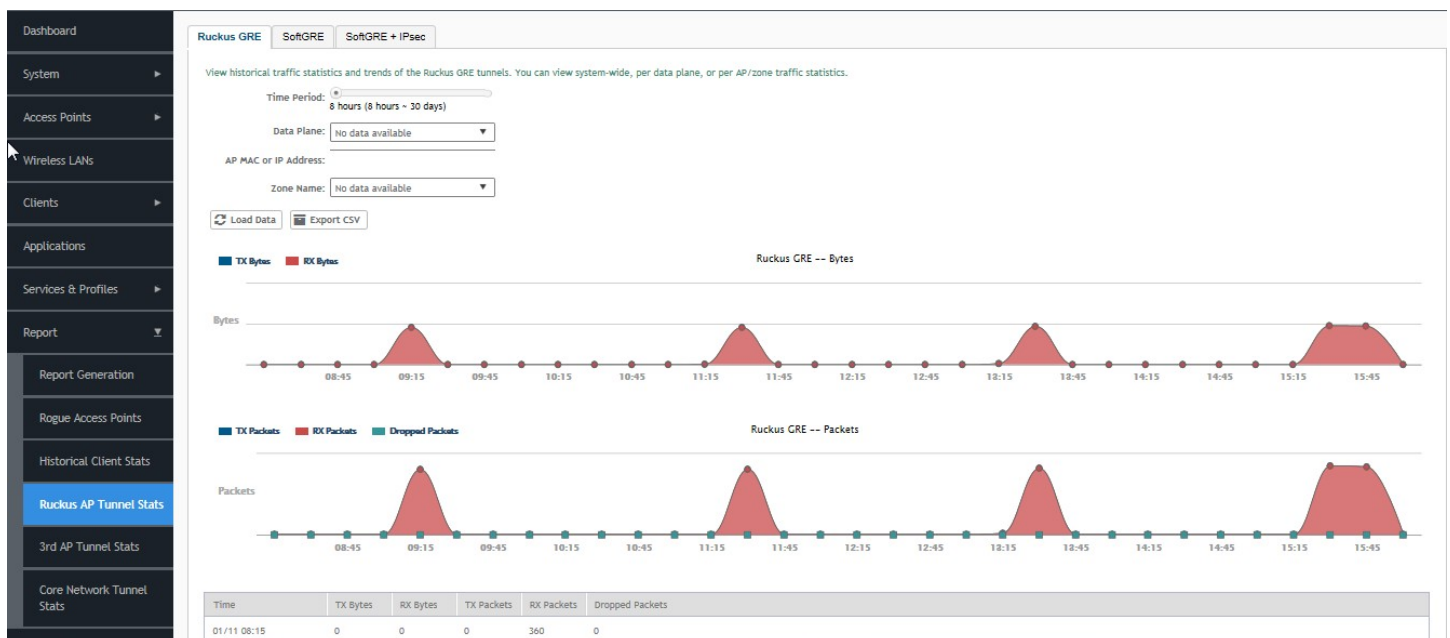 Dashboard
System
Access Points
Wireless LANs
Clients
Applications
Services & Profiles
Report
Report Generation
Rogue Access Points
Historical Client Stats
Ruckus AP Tunnel Stats
3rd AP Tunnel Stats
Core Network Tunnel
Stats
Ruckus GRE SoftGRE SoftGRE + IPsec
View historical traffic statistics and trends of the Ruckus GRE tunnels. You can view system-wide, per data plane, or per AP/zone traffic statistics.
Time Period:
8 hours (8 hours ~ 30 days)
Data Plane: No data available
AP MAC or IP Address:
Zone Name: No data available
Load Data Export CSV
TX Bytes RX Bytes Ruckus GRE -- Bytes
Bytes
08:45 09:15 09:45 10:15 10:45 11:15 11:45 12:15 12:45 13:15 13:45 14:15 14:45 15:15 15:45
TX Packets RX Packets Dropped Packets Ruckus GRE -- Packets
Packets
08:45 09:15 09:45 10:15 10:45 11:15 11:45 12:15 12:45 13:15 13:45 14:15 14:45 15:15 15:45
Time TX Bytes RX Bytes TX Packets RX Packets Dropped Packets
01/11 08:15 0 0 0 360 0